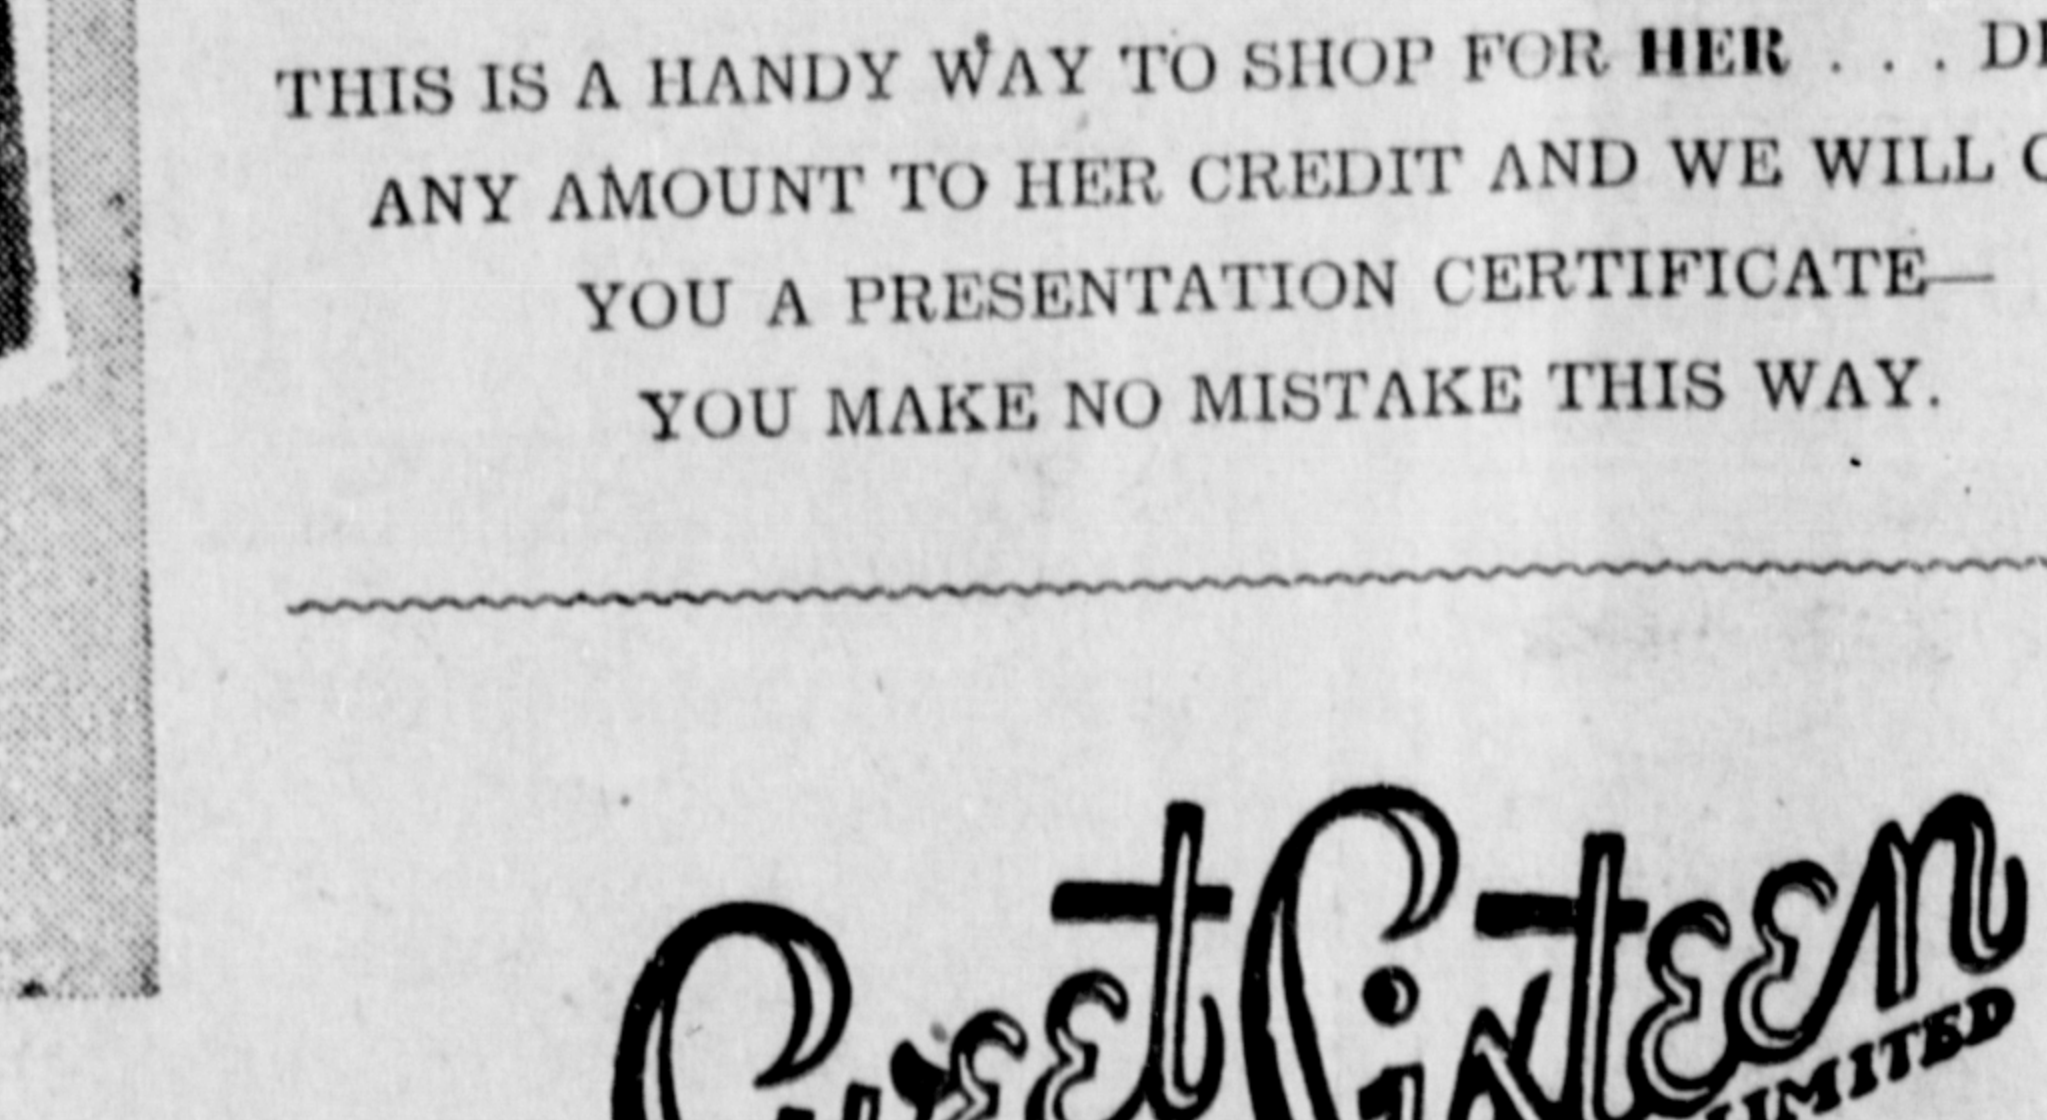 THIS IS A HANDY WAY TO SHOP FOR HER . . .
ANY AMOUNT TO HER CREDIT AND WE WILL
YOU A PRESENTATION CERTIFICATE—
YOU MAKE NO MISTAKE THIS WAY.
Sweet Sixteen
LIMITED